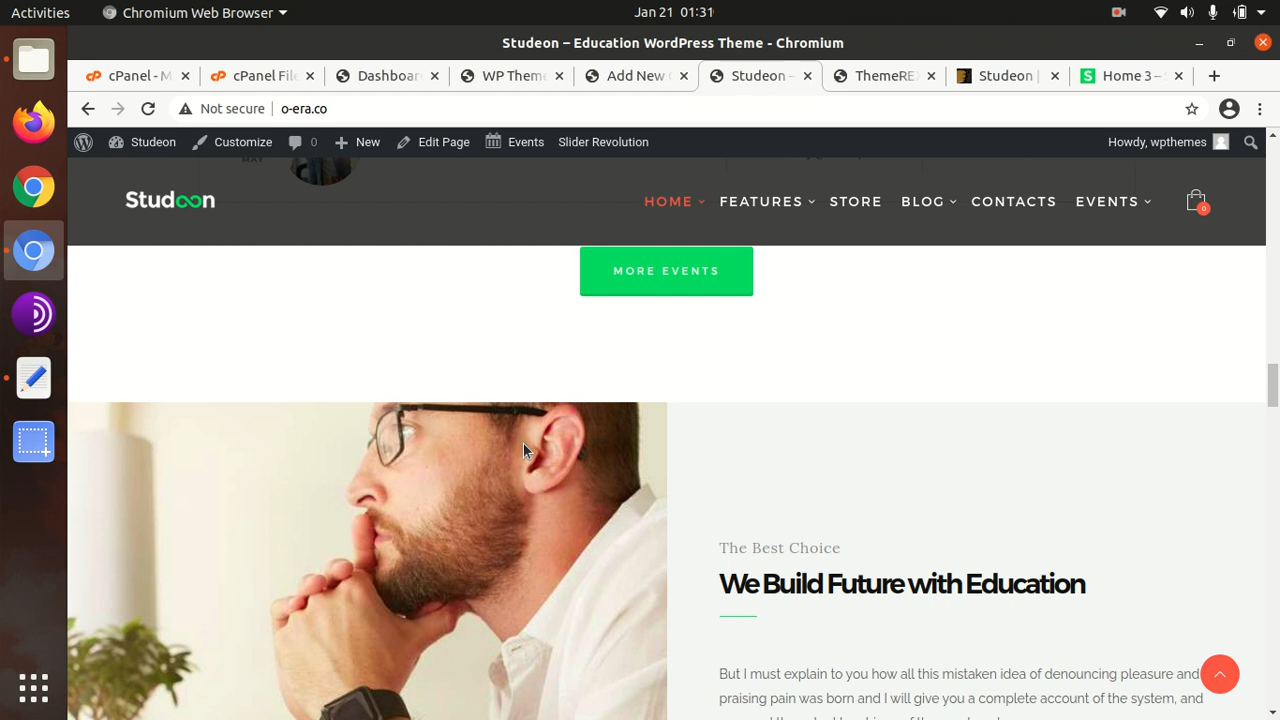 Activities
Chromium Web Browser
Jan 21 01:31
Studeon – Education WordPress Theme - Chromium
cPanel - M
cPanel File
Dashboar
WP Them
Add New
Studeon -
ThemeRE
Studeon |
Home 3 –
Not secure
o-era.co
Studeon
Customize
0
New
Edit Page
Events
Slider Revolution
Howdy, wpthemes
MAY
Studeon
HOME
FEATURES
STORE
BLOG
CONTACTS
EVENTS
0
MORE EVENTS
The Best Choice
We Build Future with Education
But I must explain to you how all this mistaken idea of denouncing pleasure and
praising pain was born and I will give you a complete account of the system, and